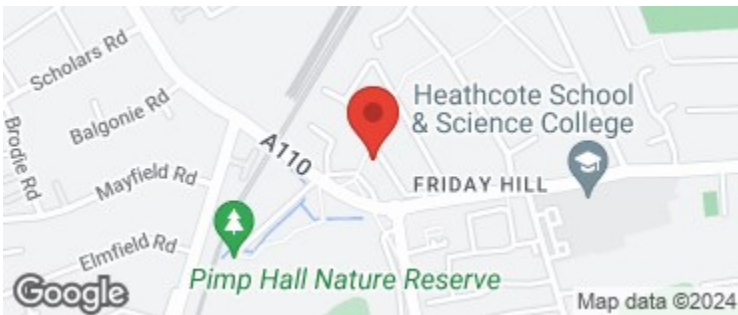 Scholars Rd
Balgonie Rd
Brodie Rd
Mayfield Rd
Elmfield Rd
A110
Heathcote School
& Science College
FRIDAY HILL
Pimp Hall Nature Reserve
Google
Map data ©2024